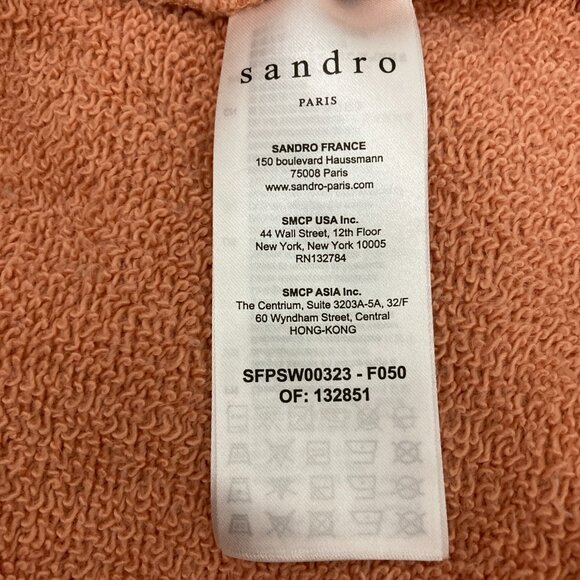 sandro
PARIS
SANDRO FRANCE
150 boulevard Haussmann
75008 Paris
www.sandro-paris.com
SMCP USA Inc.
44 Wall Street, 12th Floor
New York, New York 10005
RN132784
SMCP ASIA Inc.
The Centrium, Suite 3203A-5A, 32/F
60 Wyndham Street, Central
HONG-KONG
SFPSW00323 - F050
OF: 132851